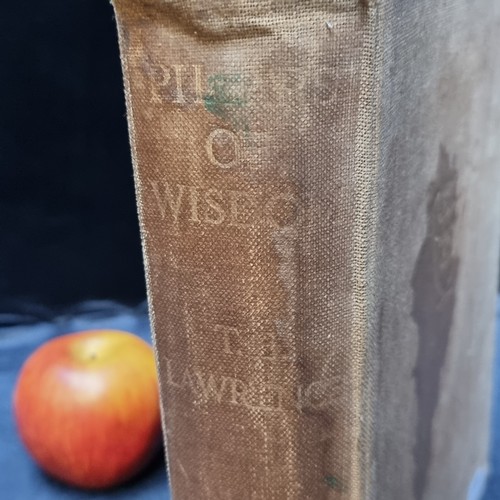 PILLARS
OF
WISDOM
T. E.
LAWRENCE